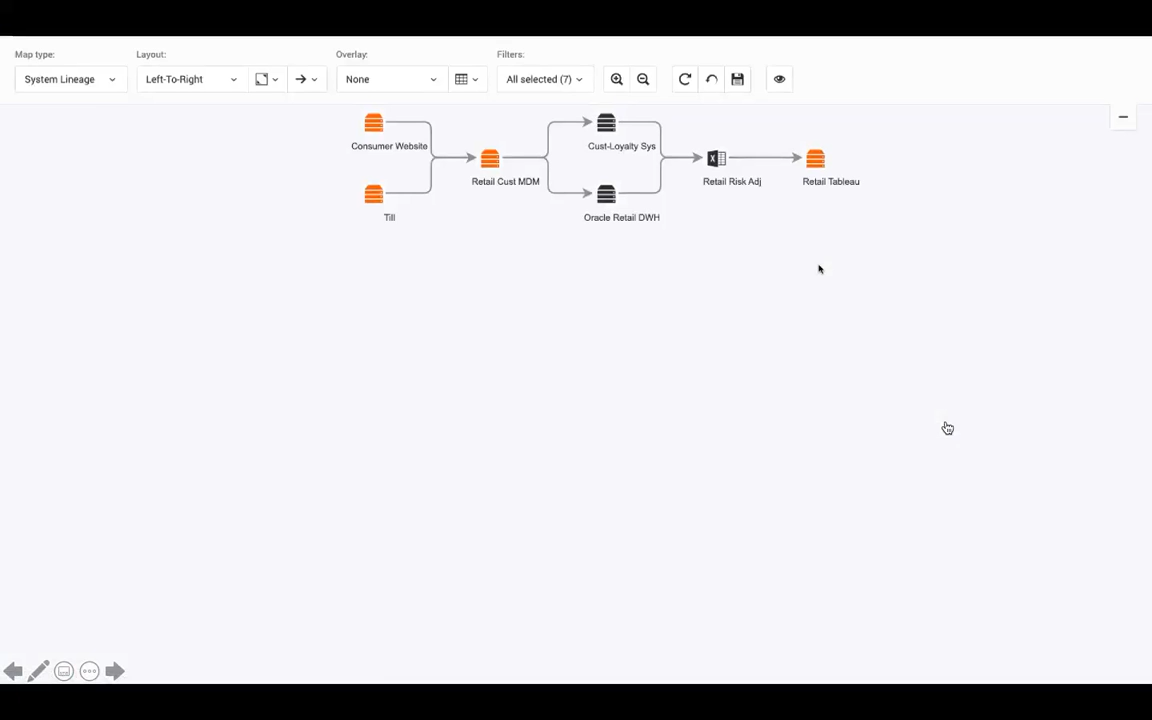 Map type:
Layout:
Overlay:
Filters:
System Lineage
Left-To-Right
None
All selected (7)
Consumer Website
Cust-Loyalty Sys
Retail Cust MDM
Retail Risk Adj
Retail Tableau
Till
Oracle Retail DWH